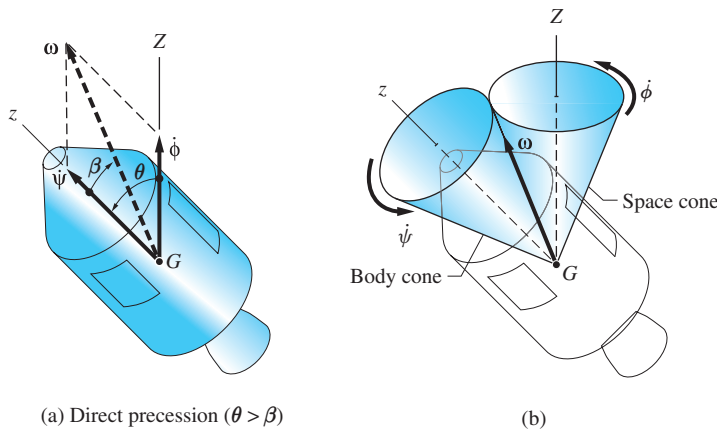 ω
Z
z
ϕ̇
β
θ
ψ̇
G
(a) Direct precession (θ > β)
Z
z
ϕ̇
ω
ψ̇
Space cone
G
Body cone
(b)